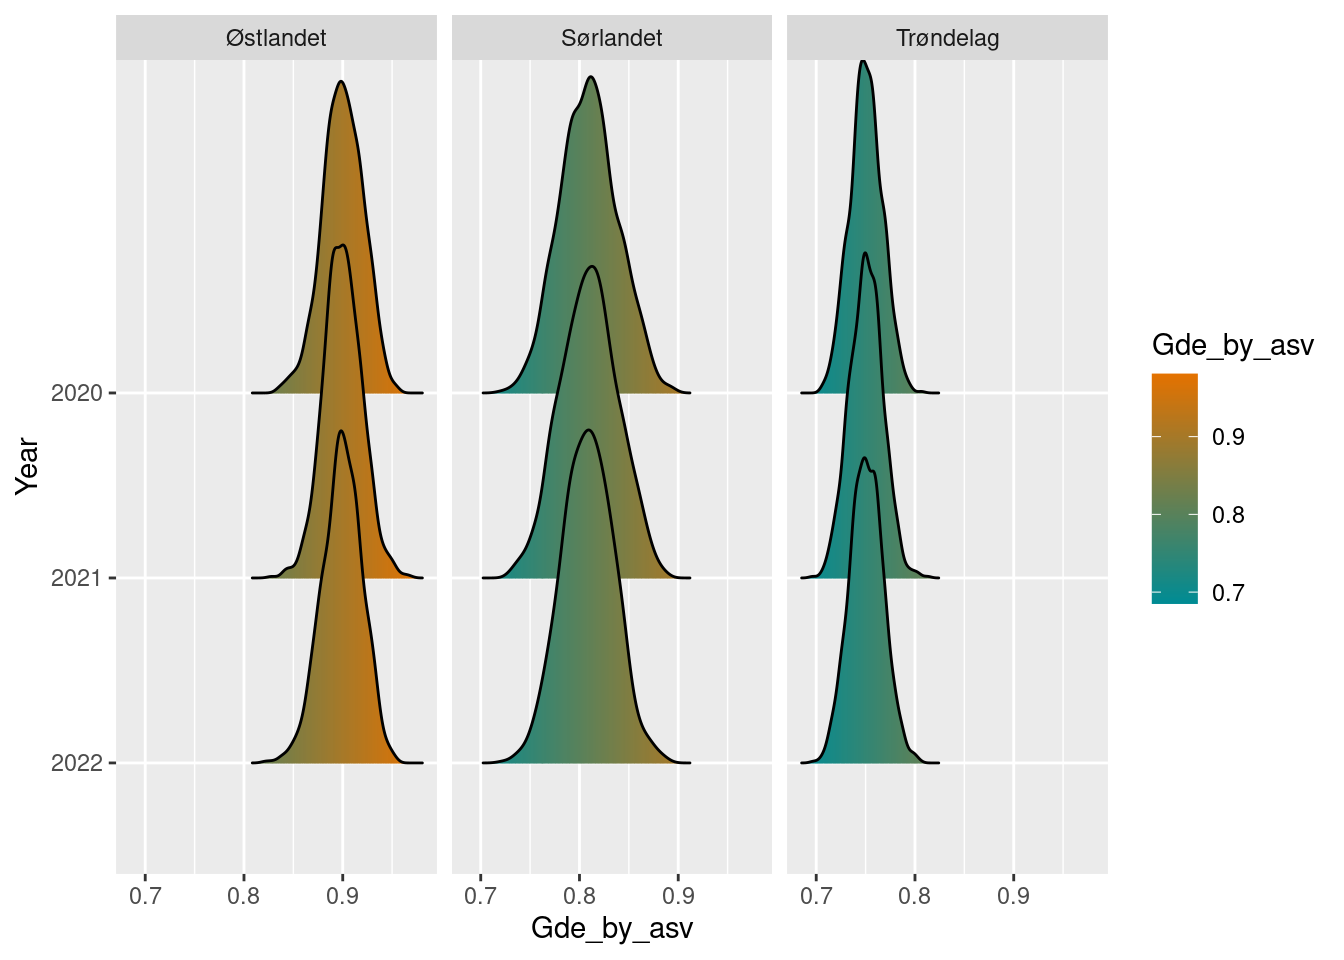 Østlandet
Sørlandet
Trøndelag
Year
2020
2021
2022
0.7 0.8 0.9
0.7 0.8 0.9
0.7 0.8 0.9
Gde_by_asv
Gde_by_asv
0.9
0.8
0.7